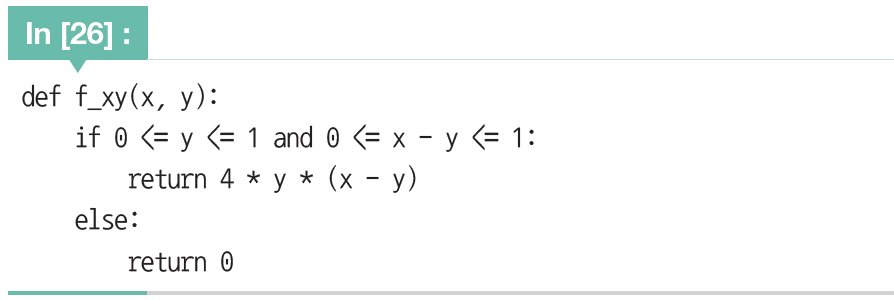 In [26] :
def f_xy(x, y):
    if 0 <= y <= 1 and 0 <= x - y <= 1:
        return 4 * y * (x - y)
    else:
        return 0